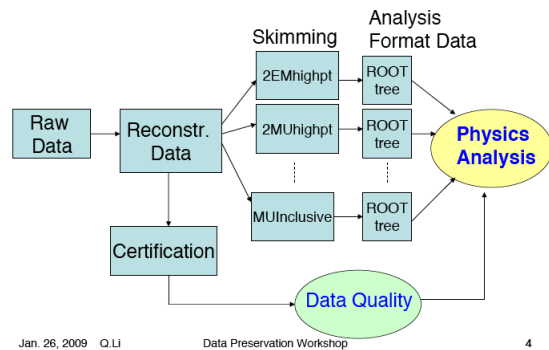 Skimming
Analysis
Format Data
2EMhighpt
ROOT
tree
Raw
Data
Reconstr.
Data
2MUhighpt
ROOT
tree
Physics
Analysis
MUInclusive
ROOT
tree
Certification
Data Quality
Jan. 26, 2009 Q.Li Data Preservation Workshop 4